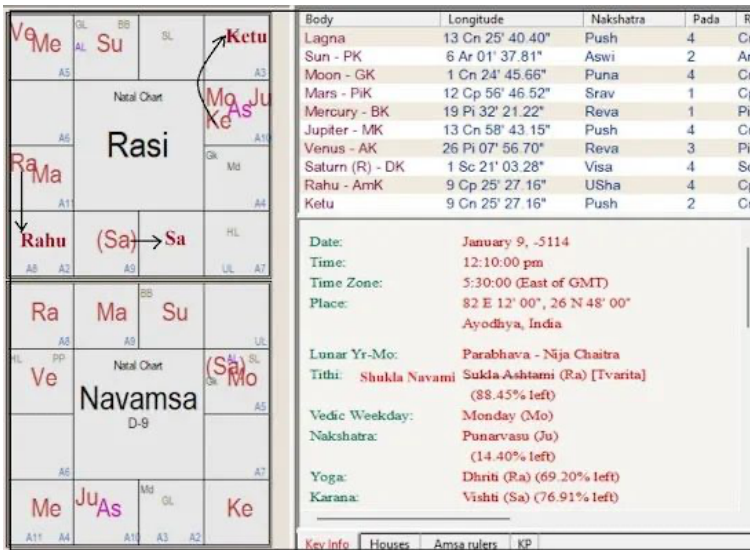 Ve
Me
GL
BB
AL
Su
SL
Ketu
A5
A3
Natal Chart
Rasi
Mo
Ju
Ke
As
A6
A10
Ra
Ma
Gk
Md
A11
A4
Rahu
(Sa)
Sa
HL
A8 A2
A9
UL A7
Ra
Ma
BB
Su
A8
A9
UL
HL
PP
Ve
Natal Chart
Navamsa
D-9
(Sa)
AL
SL
Gk
Mo
A5
A6
A7
Me
Ju
As
Md
GL
Ke
A11 A4
A10
A3 A2
Body Longitude Nakshatra Pada
Lagna 13 Cn 25' 40.40" Push 4
Sun - PK 6 Ar 01' 37.81" Aswi 2
Moon - GK 1 Cn 24' 45.66" Puna 4
Mars - PiK 12 Cp 56' 46.52" Srav 1
Mercury - BK 19 Pi 32' 21.22" Reva 1
Jupiter - MK 13 Cn 58' 43.15" Push 4
Venus - AK 26 Pi 07' 56.70" Reva 3
Saturn (R) - DK 1 Sc 21' 03.28" Visa 4
Rahu - AmK 9 Cp 25' 27.16" USha 4
Ketu 9 Cn 25' 27.16" Push 2
Date: January 9, -5114
Time: 12:10:00 pm
Time Zone: 5:30:00 (East of GMT)
Place: 82 E 12' 00", 26 N 48' 00"
Ayodhya, India
Lunar Yr-Mo: Parabhava - Nija Chaitra
Tithi: Shukla Navami Sukla Ashtami (Ra) [Tvarita]
(88.45% left)
Vedic Weekday: Monday (Mo)
Nakshatra: Punarvasu (Ju)
(14.40% left)
Yoga: Dhriti (Ra) (69.20% left)
Karana: Vishti (Sa) (76.91% left)
Key Info Houses Amsa rulers KP